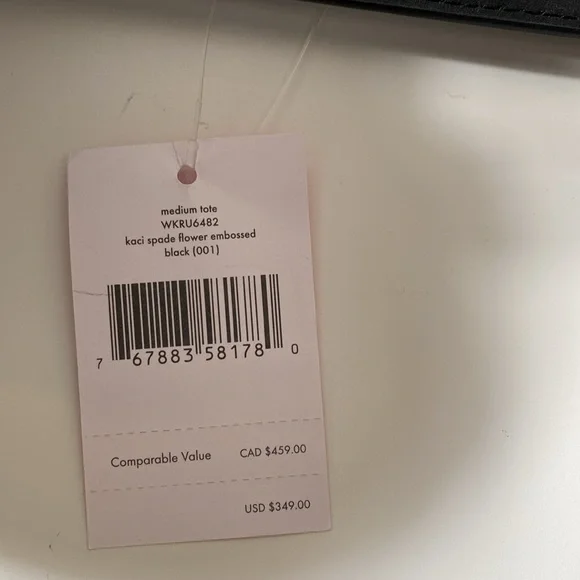 medium tote
WKRU6482
kaci spade flower embossed
black (001)
7 67883 58178 0
Comparable Value CAD $459.00
USD $349.00